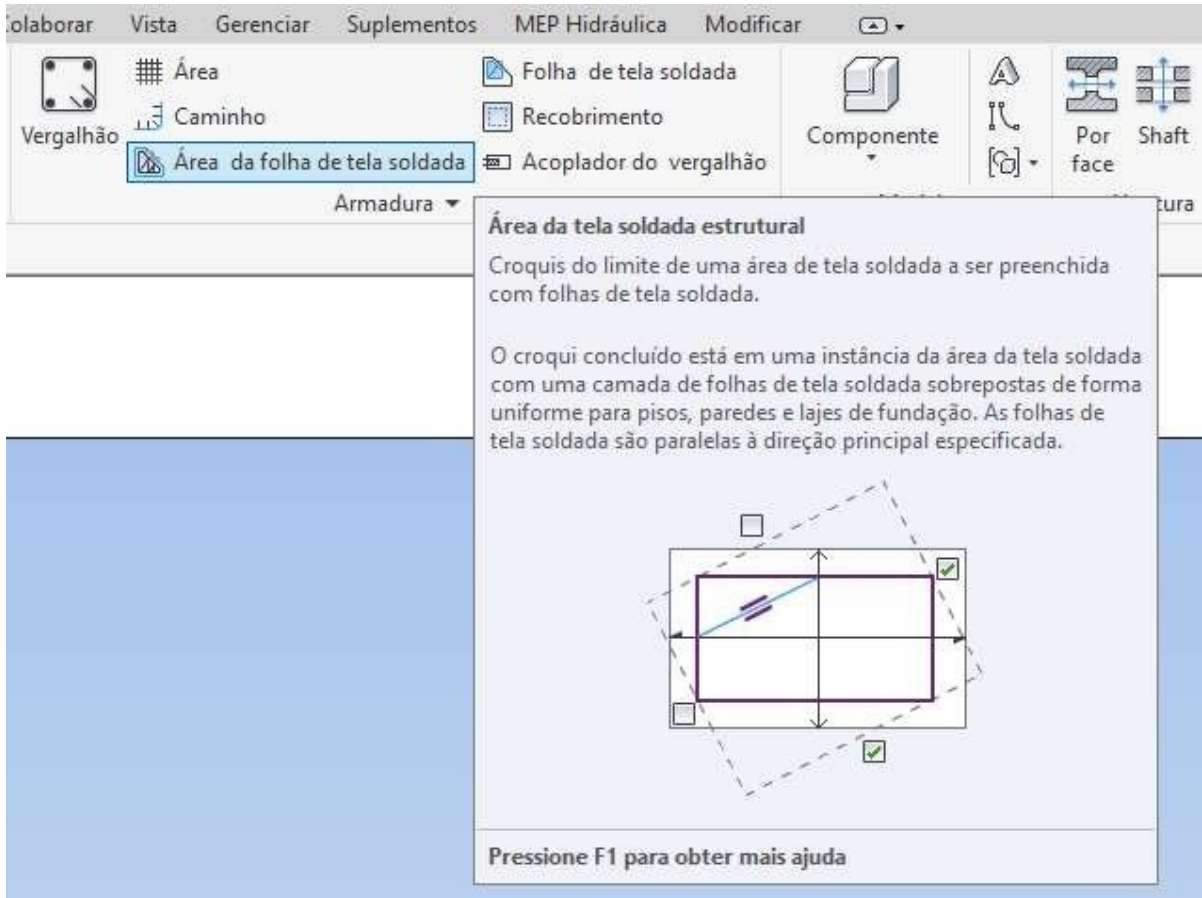 Colaborar Vista Gerenciar Suplementos MEP Hidráulica Modificar
Vergalhão
Área
Caminho
Área da folha de tela soldada
Folha de tela soldada
Recobrimento
Acoplador do vergalhão
Armadura
Componente
Por
face
Shaft
Área da tela soldada estrutural
Croquis do limite de uma área de tela soldada a ser preenchida
com folhas de tela soldada.
O croqui concluído está em uma instância da área da tela soldada
com uma camada de folhas de tela soldada sobrepostas de forma
uniforme para pisos, paredes e lajes de fundação. As folhas de
tela soldada são paralelas à direção principal especificada.
Pressione F1 para obter mais ajuda